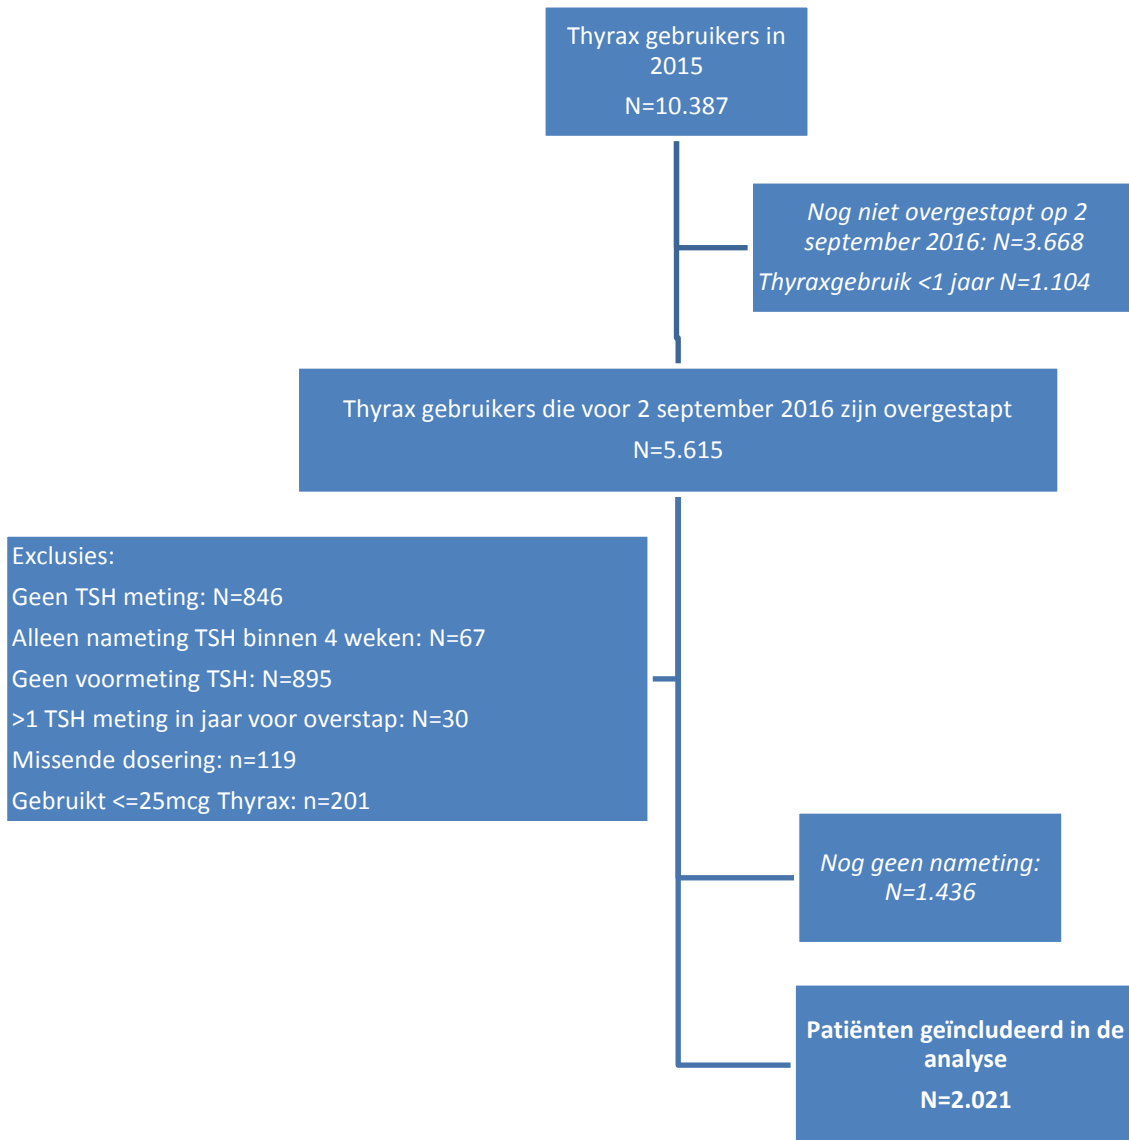 Thyrax gebruikers in
2015
N=10.387
Nog niet overgestapt op 2
september 2016: N=3.668
Thyraxgebruik <1 jaar N=1.104
Thyrax gebruikers die voor 2 september 2016 zijn overgestapt
N=5.615
Exclusies:
Geen TSH meting: N=846
Alleen nameting TSH binnen 4 weken: N=67
Geen voormeting TSH: N=895
>1 TSH meting in jaar voor overstap: N=30
Missende dosering: n=119
Gebruikt <=25mcg Thyrax: n=201
Nog geen nameting:
N=1.436
Patiënten geïncludeerd in de
analyse
N=2.021